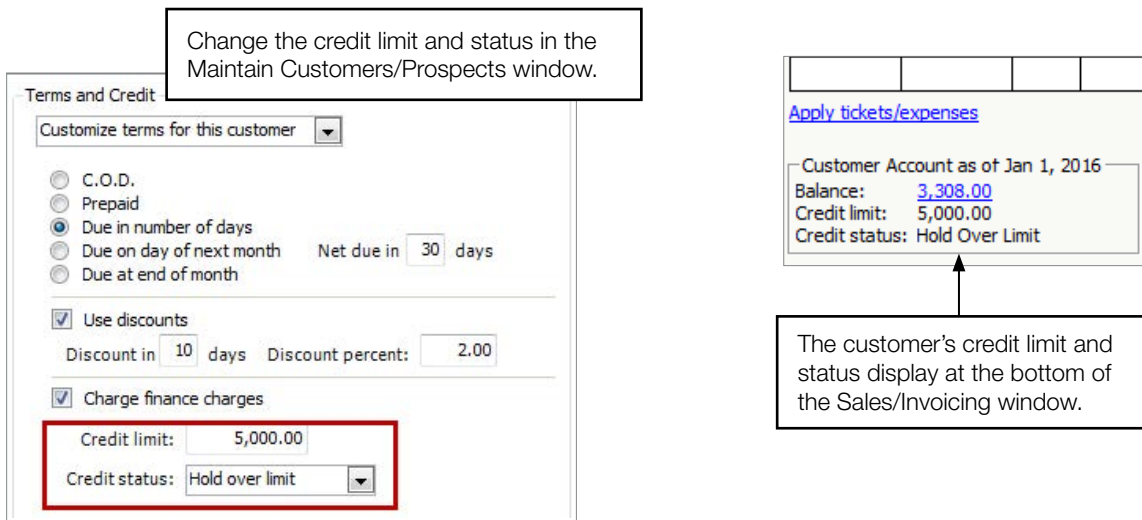 Change the credit limit and status in the
Maintain Customers/Prospects window.
Terms and Credit
Customize terms for this customer
C.O.D.
Prepaid
Due in number of days
Due on day of next month Net due in 30 days
Due at end of month
Use discounts
Discount in 10 days Discount percent: 2.00
Charge finance charges
Credit limit: 5,000.00
Credit status: Hold over limit
Apply tickets/expenses
Customer Account as of Jan 1, 2016
Balance: 3,308.00
Credit limit: 5,000.00
Credit status: Hold Over Limit
The customer’s credit limit and
status display at the bottom of
the Sales/Invoicing window.